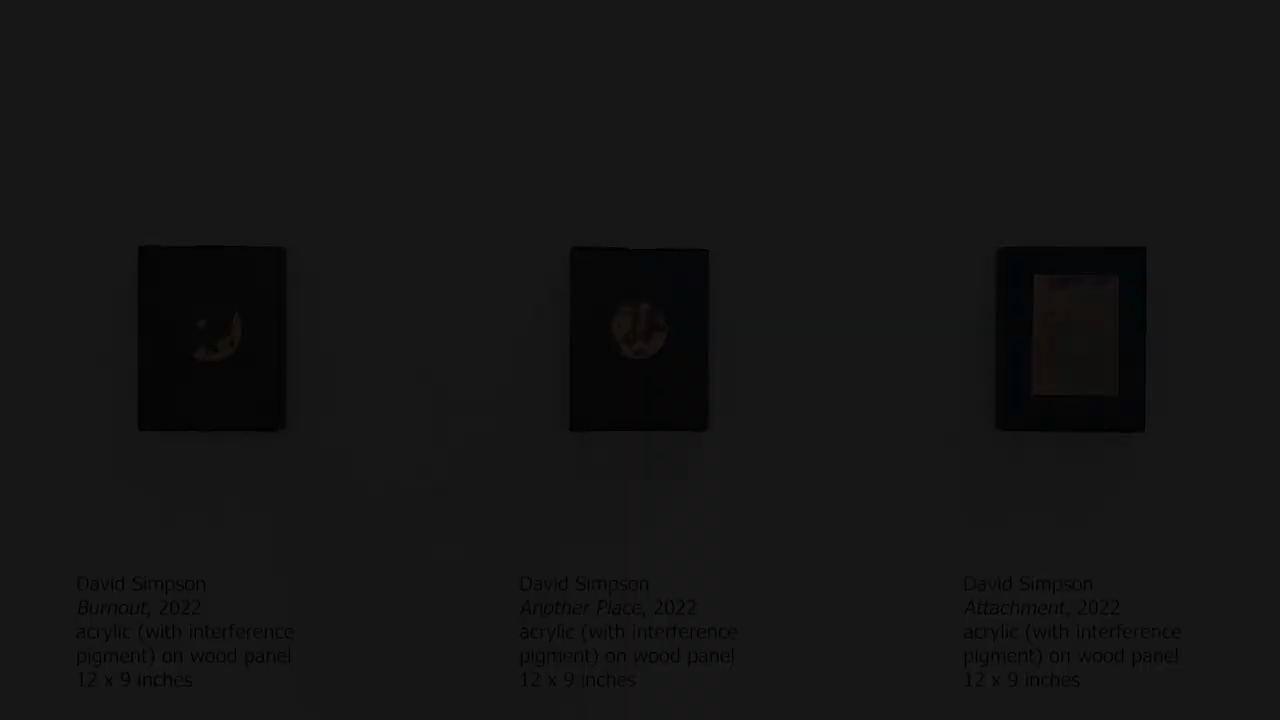 David Simpson
Burnout, 2022
acrylic (with interference
pigment) on wood panel
12 x 9 inches
David Simpson
Another Place, 2022
acrylic (with interference
pigment) on wood panel
12 x 9 inches
David Simpson
Attachment, 2022
acrylic (with interference
pigment) on wood panel
12 x 9 inches